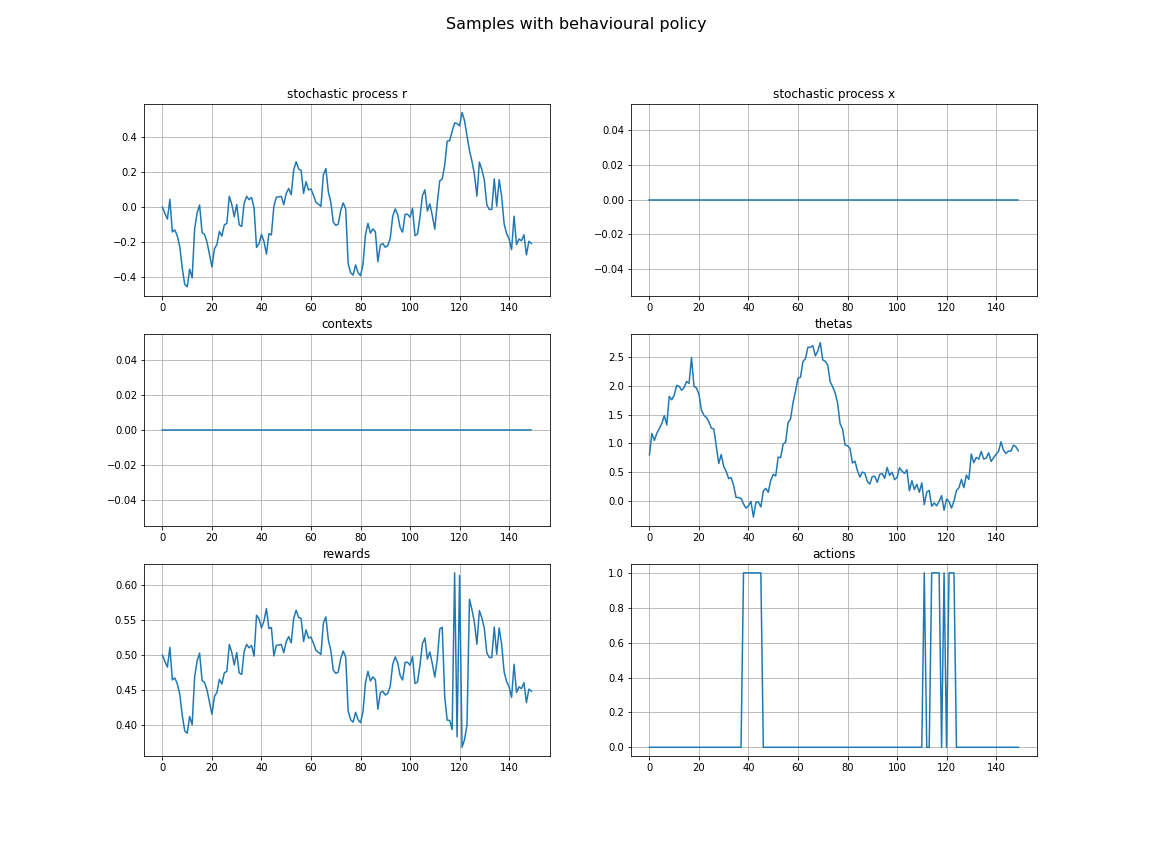 Samples with behavioural policy
stochastic process r
0.4
0.2
0.0
−0.2
−0.4
0 20 40 60 80 100 120 140
stochastic process x
0.04
0.02
0.00
−0.02
−0.04
0 20 40 60 80 100 120 140
contexts
0.04
0.02
0.00
−0.02
−0.04
0 20 40 60 80 100 120 140
thetas
2.5
2.0
1.5
1.0
0.5
0.0
0 20 40 60 80 100 120 140
rewards
0.60
0.55
0.50
0.45
0.40
0 20 40 60 80 100 120 140
actions
1.0
0.8
0.6
0.4
0.2
0.0
0 20 40 60 80 100 120 140